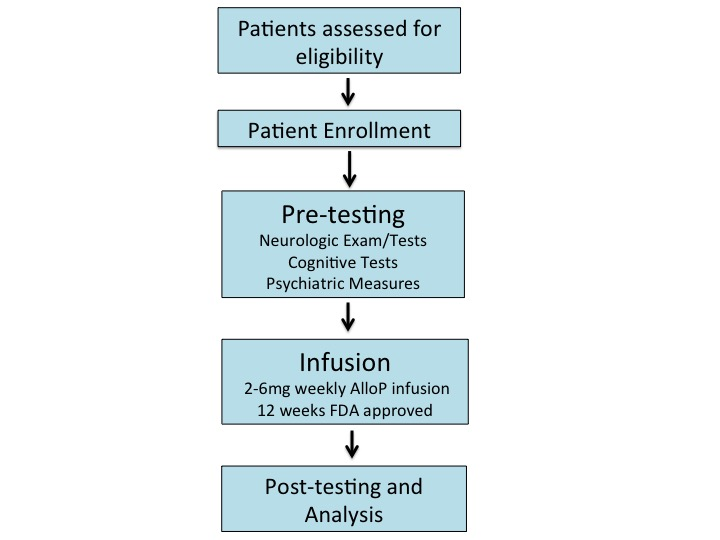 Patients assessed for
eligibility
Patient Enrollment
Pre-testing
Neurologic Exam/Tests
Cognitive Tests
Psychiatric Measures
Infusion
2-6mg weekly AlloP infusion
12 weeks FDA approved
Post-testing and
Analysis